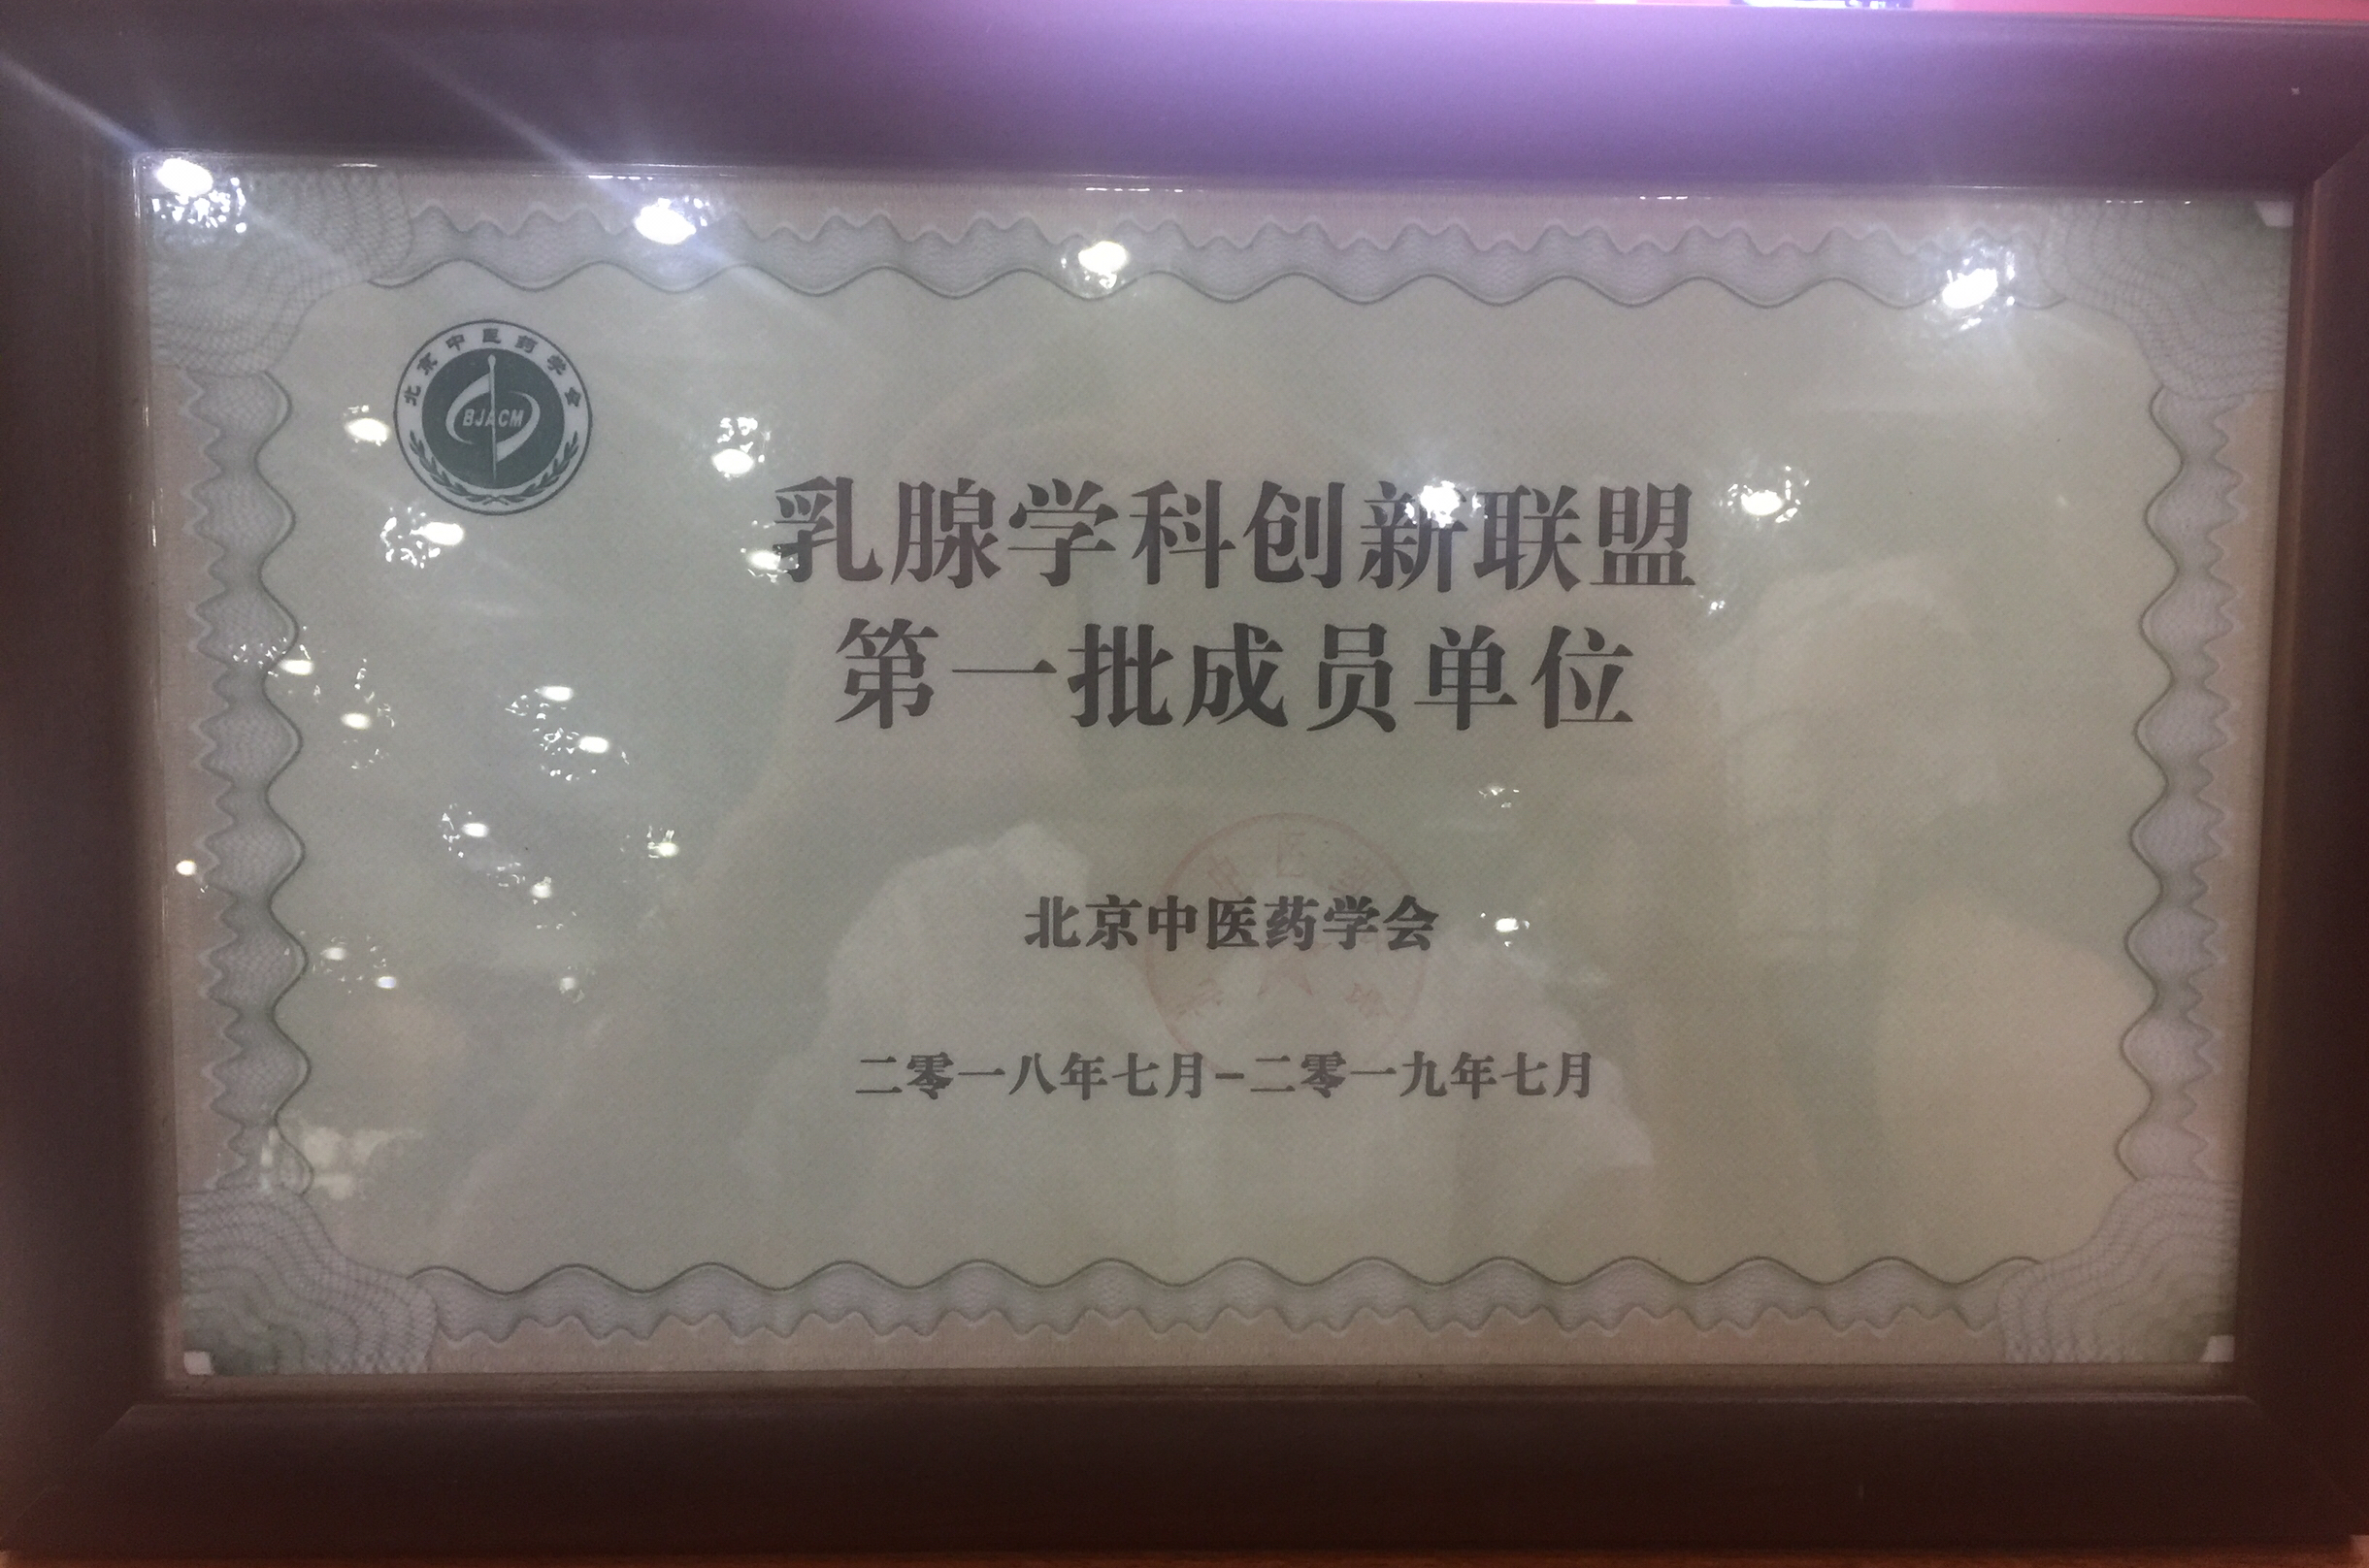 北京中医药学会
BJACM
乳腺学科创新联盟
第一批成员单位
北京中医药学会
二零一八年七月-二零一九年七月